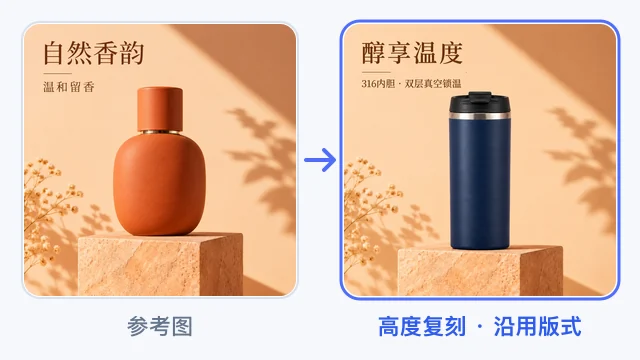 自然香韵
温和留香
醇享温度
316内胆 · 双层真空锁温
参考图
高度复刻 · 沿用版式